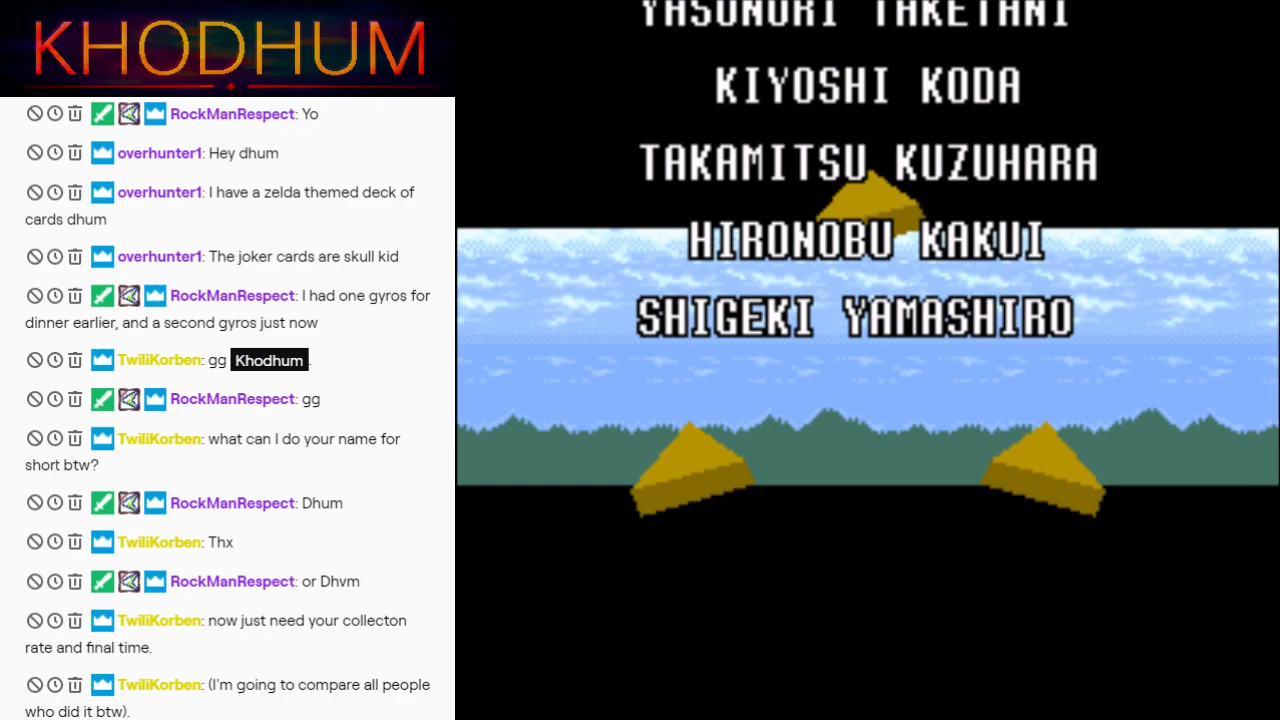 KHODHUM
RockManRespect: Yo
overhunter1: Hey dhum
overhunter1: I have a zelda themed deck of
cards dhum
overhunter1: The joker cards are skull kid
RockManRespect: I had one gyros for
dinner earlier, and a second gyros just now
TwiliKorben: gg Khodhum.
RockManRespect: gg
TwiliKorben: what can I do your name for
short btw?
RockManRespect: Dhum
TwiliKorben: Thx
RockManRespect: or Dhvm
TwiliKorben: now just need your collecton
rate and final time.
TwiliKorben: (I'm going to compare all people
who did it btw).
YASUNORI TAKETANI
KIYOSHI KODA
TAKAMITSU KUZUHARA
HIRONOBU KAKUI
SHIGEKI YAMASHIRO